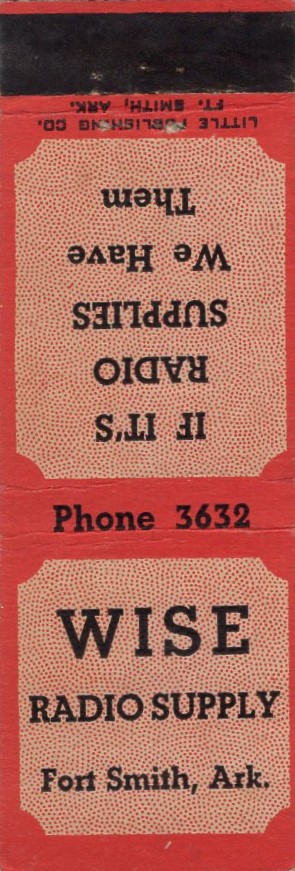 LITTLE PUBLISHING CO.
FT. SMITH, ARK.
IF IT'S
RADIO
SUPPLIES
We Have
Them
Phone 3632
WISE
RADIO SUPPLY
Fort Smith, Ark.